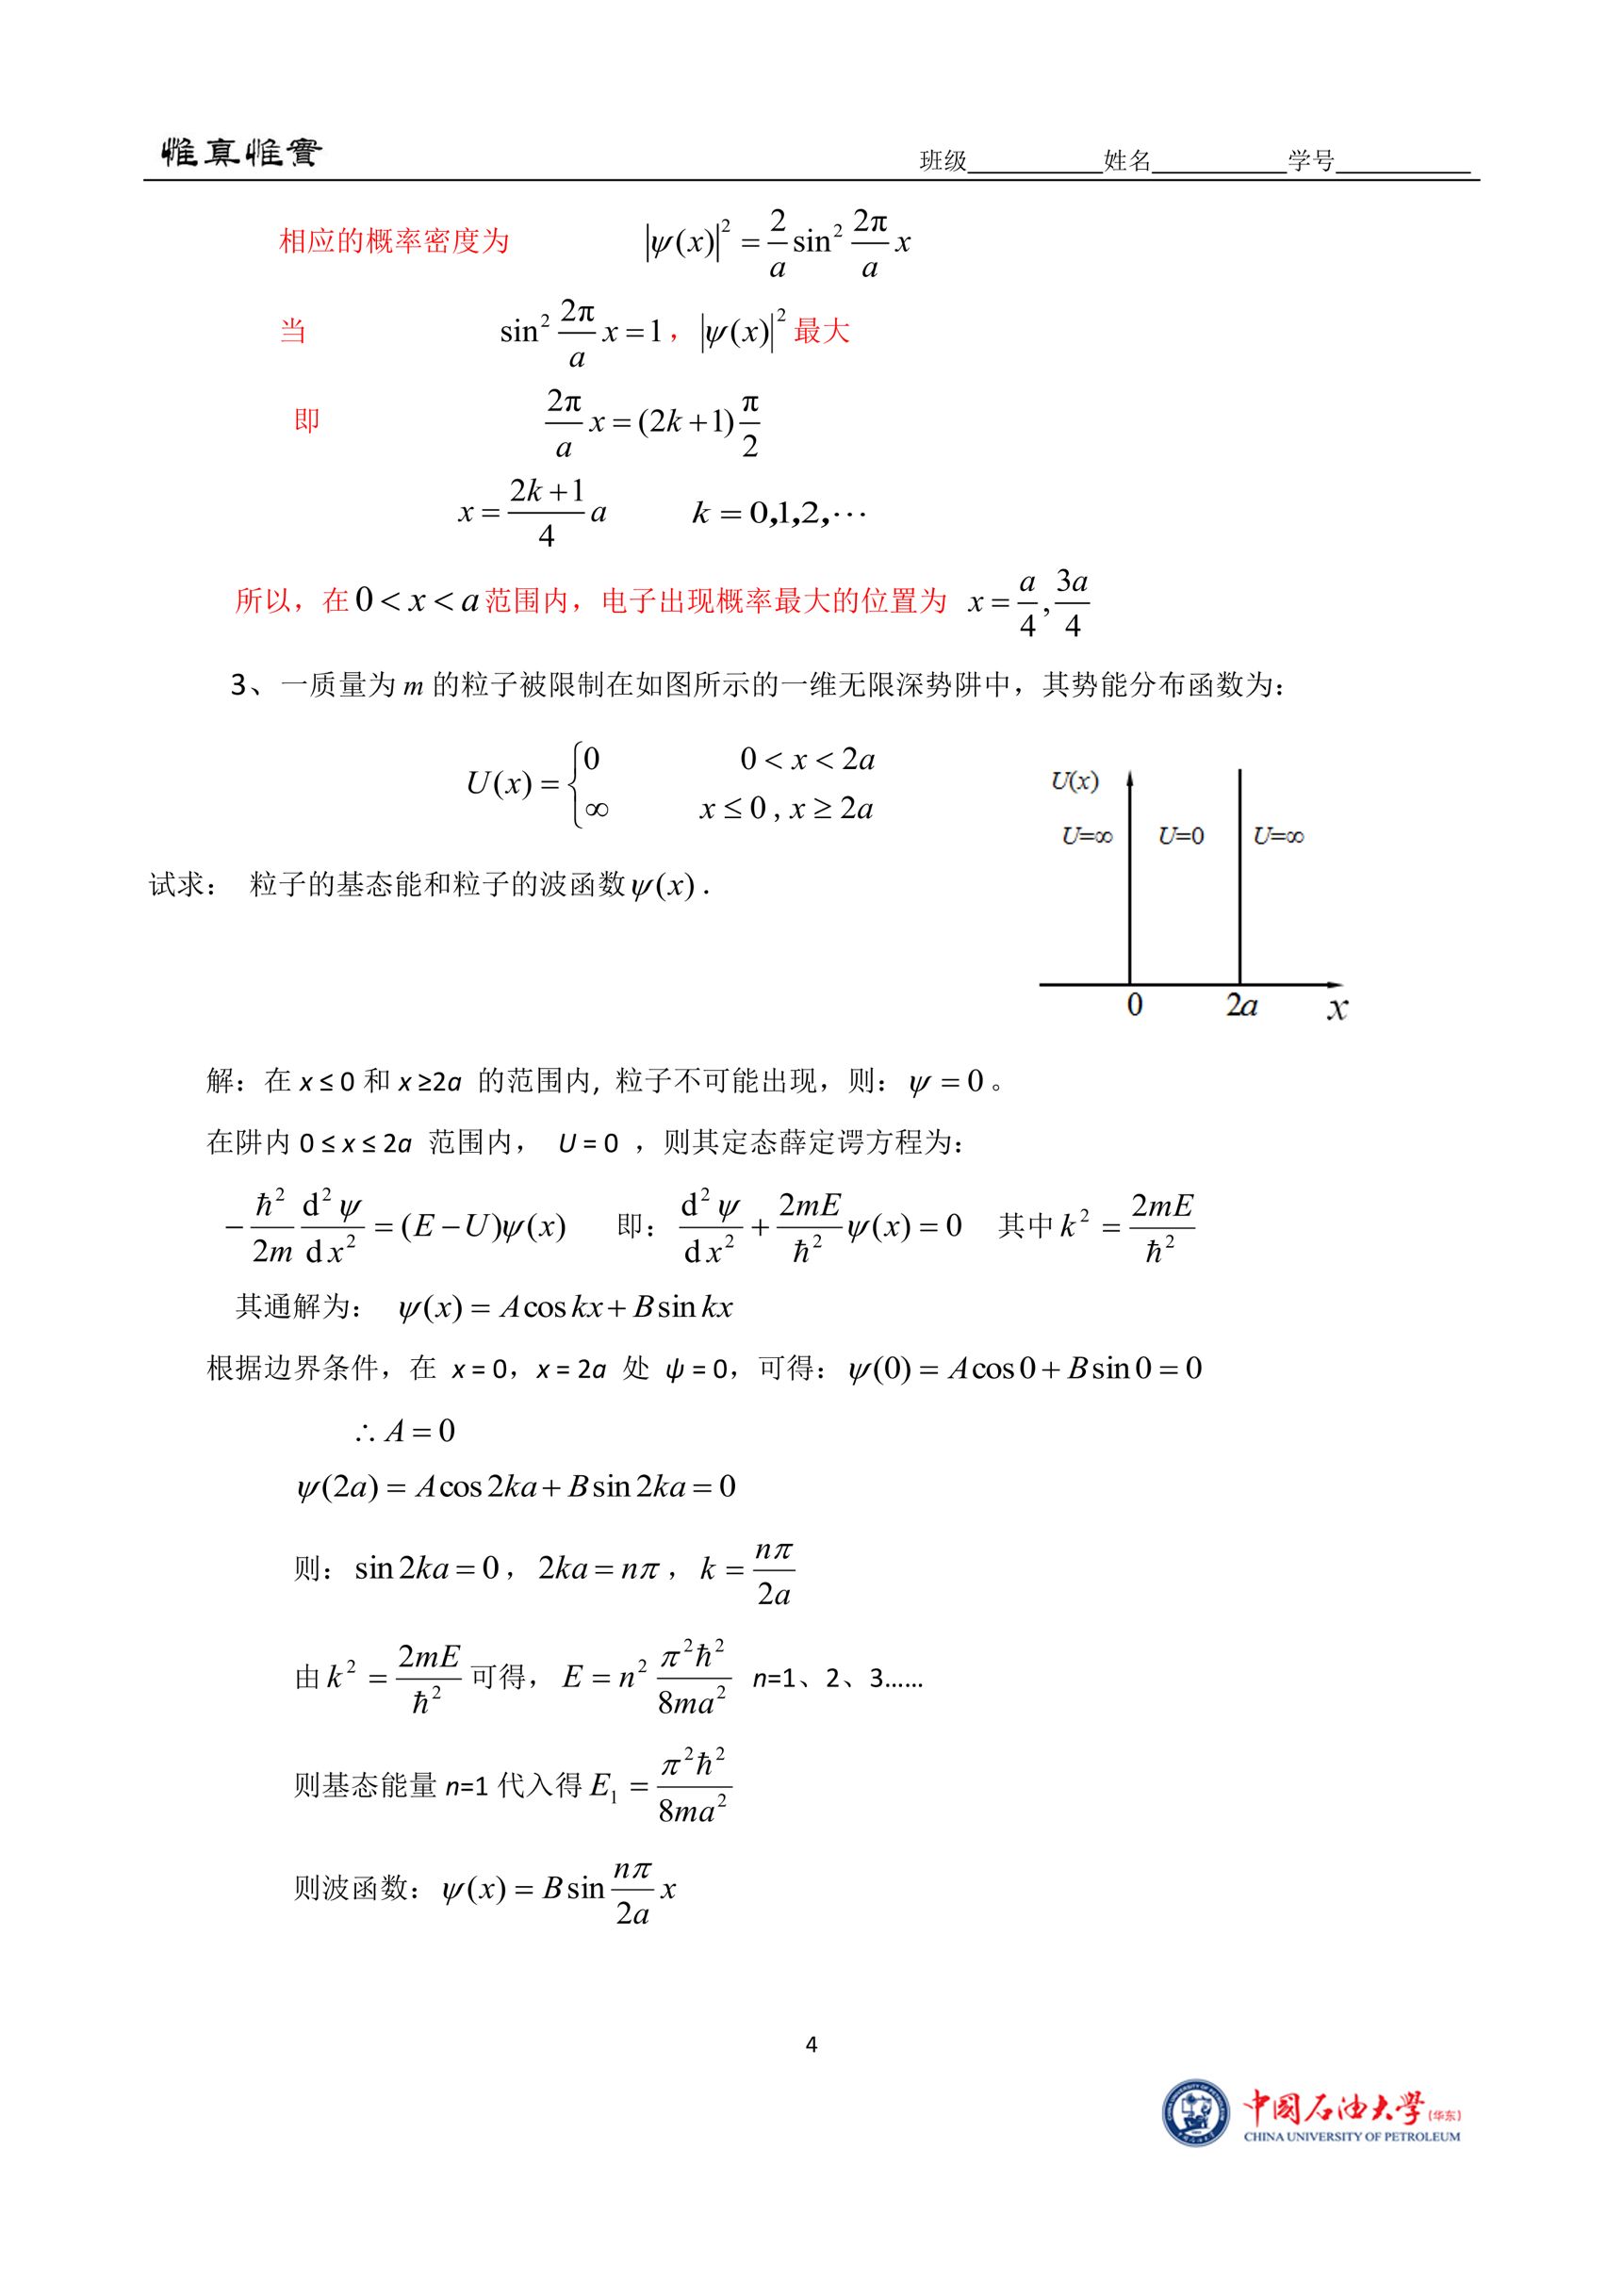 惟真惟實 班级__________姓名__________学号__________
相应的概率密度为 |ψ(x)|² = 2/a sin² 2π/a x
当 sin² 2π/a x = 1，|ψ(x)|² 最大
即 2π/a x = (2k+1) π/2
x = (2k+1)/4 a k = 0,1,2,⋯
所以，在 0 < x < a 范围内，电子出现概率最大的位置为 x = a/4, 3a/4
3、一质量为 m 的粒子被限制在如图所示的一维无限深势阱中，其势能分布函数为：
U(x) = { 0 0 < x < 2a
∞ x ≤ 0 , x ≥ 2a
U(x)
U=∞ U=0 U=∞
0 2a x
试求： 粒子的基态能和粒子的波函数 ψ(x) .
解：在 x ≤ 0 和 x ≥2a 的范围内, 粒子不可能出现，则：ψ = 0 。
在阱内 0 ≤ x ≤ 2a 范围内， U = 0 ，则其定态薛定谔方程为：
− ħ²/2m d²ψ/dx² = (E − U)ψ(x) 即：d²ψ/dx² + 2mE/ħ² ψ(x) = 0 其中 k² = 2mE/ħ²
其通解为： ψ(x) = A cos kx + B sin kx
根据边界条件，在 x = 0，x = 2a 处 ψ = 0，可得：ψ(0) = A cos 0 + B sin 0 = 0
∴ A = 0
ψ(2a) = A cos 2ka + B sin 2ka = 0
则：sin 2ka = 0 ，2ka = nπ ，k = nπ/2a
由 k² = 2mE/ħ² 可得，E = n² π²ħ²/8ma² n=1、2、3……
则基态能量 n=1 代入得 E₁ = π²ħ²/8ma²
则波函数：ψ(x) = B sin nπ/2a x
4
中國石油大学 (华东)
CHINA UNIVERSITY OF PETROLEUM